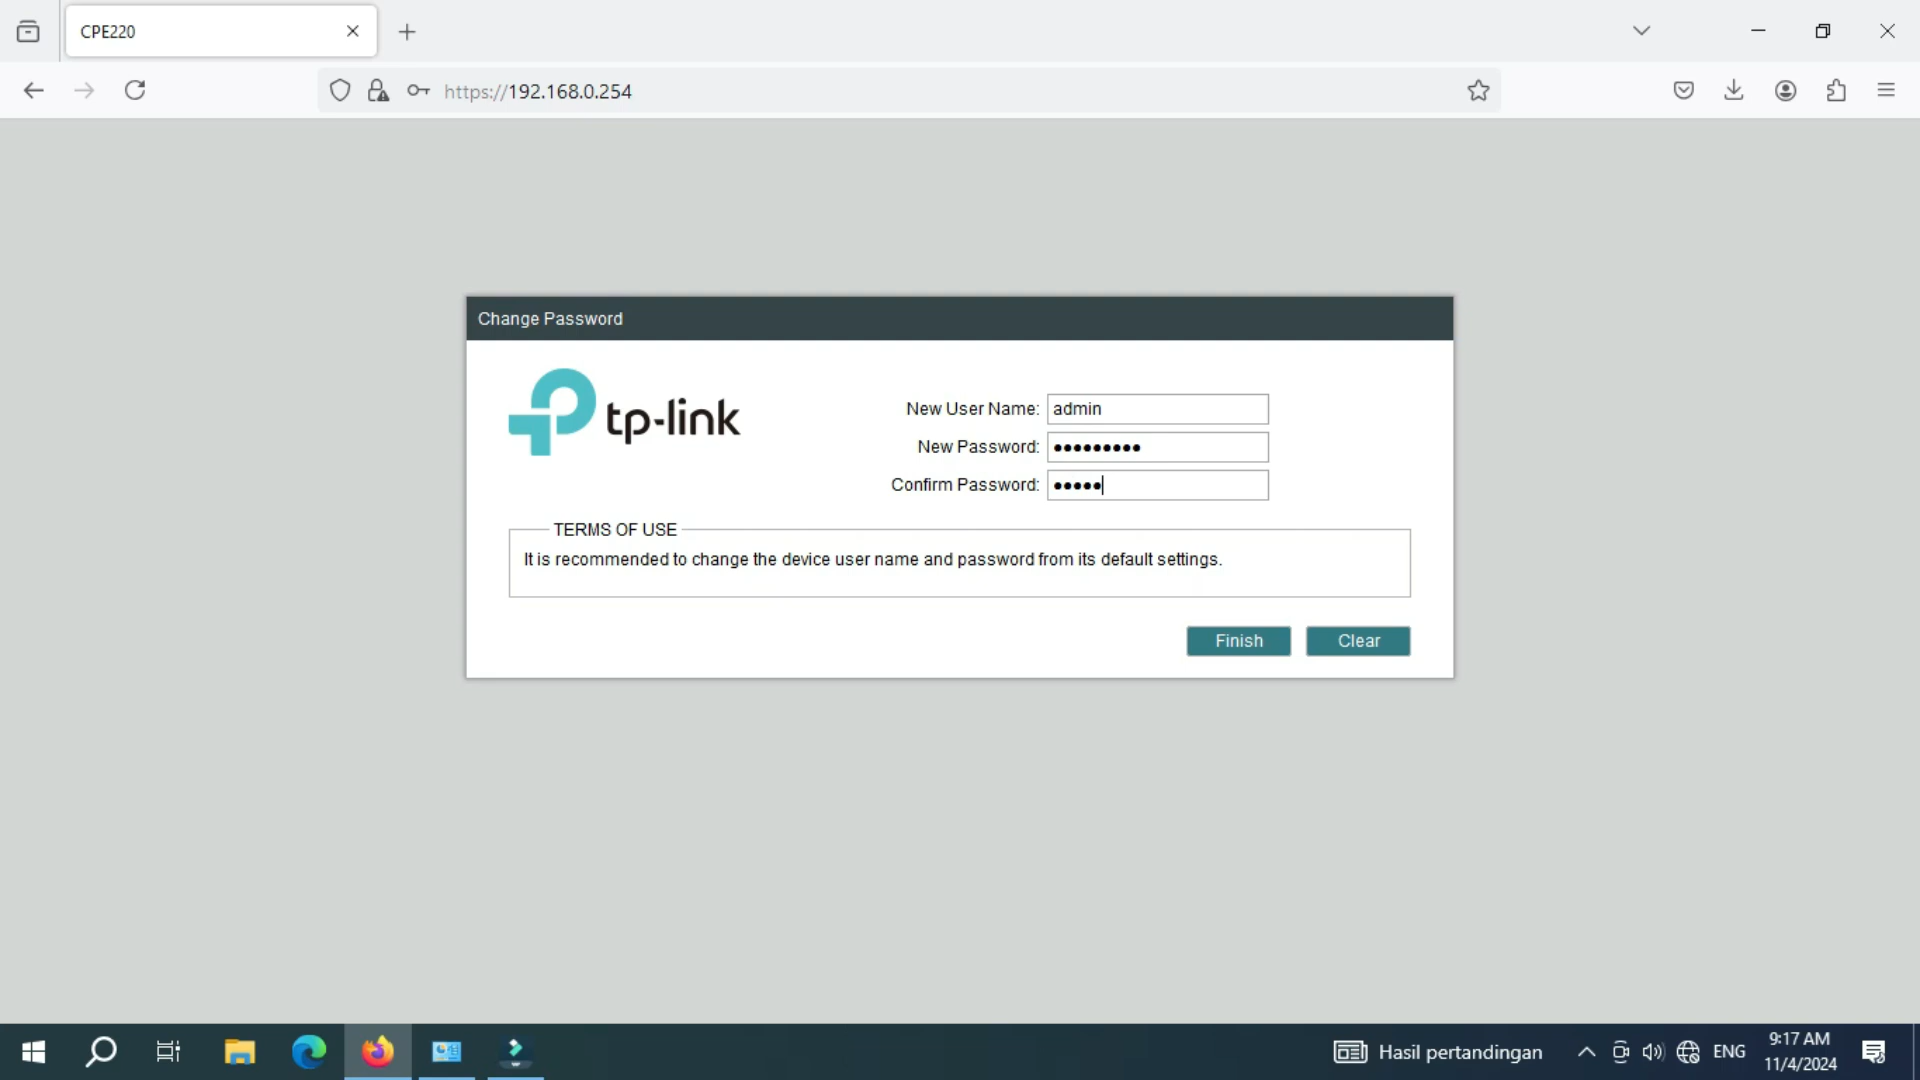 CPE220
https://192.168.0.254
Change Password
tp-link
New User Name: admin
New Password: •••••••••
Confirm Password: •••••
TERMS OF USE
It is recommended to change the device user name and password from its default settings.
Finish Clear
Hasil pertandingan ENG 9:17 AM
11/4/2024